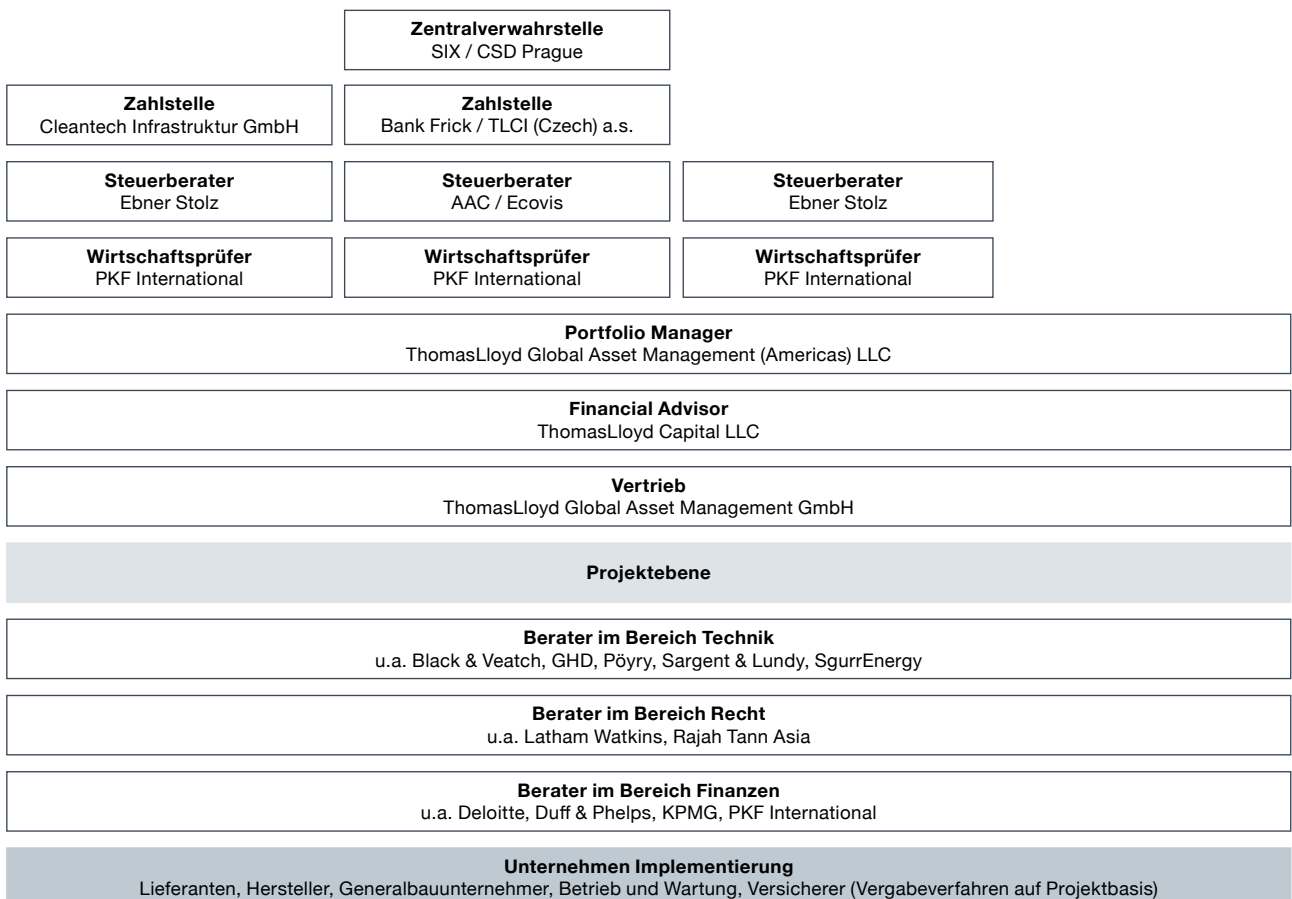 Zentralverwahrstelle
SIX / CSD Prague
Zahlstelle
Cleantech Infrastruktur GmbH
Zahlstelle
Bank Frick / TLCI (Czech) a.s.
Steuerberater
Ebner Stolz
Steuerberater
AAC / Ecovis
Steuerberater
Ebner Stolz
Wirtschaftsprüfer
PKF International
Wirtschaftsprüfer
PKF International
Wirtschaftsprüfer
PKF International
Portfolio Manager
ThomasLloyd Global Asset Management (Americas) LLC
Financial Advisor
ThomasLloyd Capital LLC
Vertrieb
ThomasLloyd Global Asset Management GmbH
Projektebene
Berater im Bereich Technik
u.a. Black & Veatch, GHD, Pöyry, Sargent & Lundy, SgurrEnergy
Berater im Bereich Recht
u.a. Latham Watkins, Rajah Tann Asia
Berater im Bereich Finanzen
u.a. Deloitte, Duff & Phelps, KPMG, PKF International
Unternehmen Implementierung
Lieferanten, Hersteller, Generalbauunternehmer, Betrieb und Wartung, Versicherer (Vergabeverfahren auf Projektbasis)